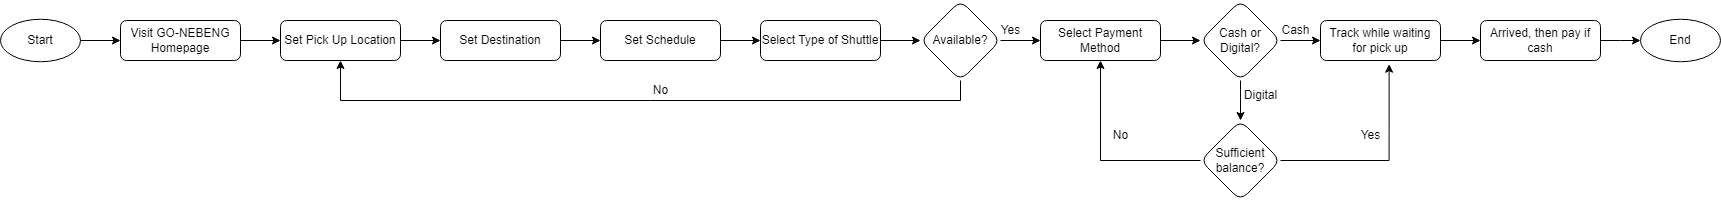 Start
Visit GO-NEBENG
Homepage
Set Pick Up Location
Set Destination
Set Schedule
Select Type of Shuttle
Available?
Yes
No
Select Payment
Method
Cash or
Digital?
Cash
Digital
Sufficient
balance?
No
Yes
Track while waiting
for pick up
Arrived, then pay if
cash
End